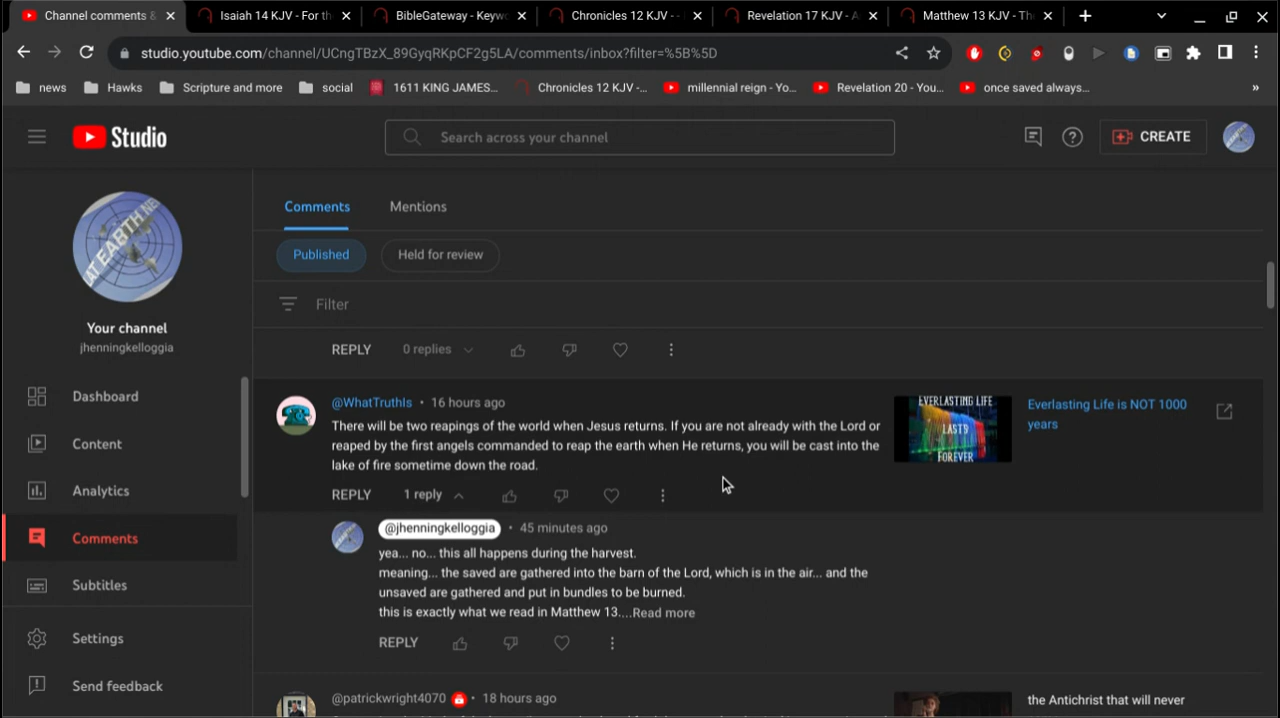 Channel comments &
Isaiah 14 KJV - For th
BibleGateway - Keywo
Chronicles 12 KJV - -
Revelation 17 KJV - A
Matthew 13 KJV - The
studio.youtube.com/channel/UCngTBzX_89GyqRKpCF2g5LA/comments/inbox?filter=%5B%5D
news
Hawks
Scripture and more
social
1611 KING JAMES...
Chronicles 12 KJV -...
millennial reign - Yo...
Revelation 20 - You...
once saved always...
»
Studio
Search across your channel
CREATE
Your channel
jhenningkelloggia
Dashboard
Content
Analytics
Comments
Subtitles
Settings
Send feedback
Comments
Mentions
Published
Held for review
Filter
REPLY 0 replies
@WhatTruthIs • 16 hours ago
There will be two reapings of the world when Jesus returns. If you are not already with the Lord or
reaped by the first angels commanded to reap the earth when He returns, you will be cast into the
lake of fire sometime down the road.
REPLY 1 reply
EVERLASTING LIFE
LASTS
FOREVER
Everlasting Life is NOT 1000
years
@jhenningkelloggia • 45 minutes ago
yea... no... this all happens during the harvest.
meaning... the saved are gathered into the barn of the Lord, which is in the air... and the
unsaved are gathered and put in bundles to be burned.
this is exactly what we read in Matthew 13....Read more
REPLY
@patrickwright4070 • 18 hours ago
the Antichrist that will never